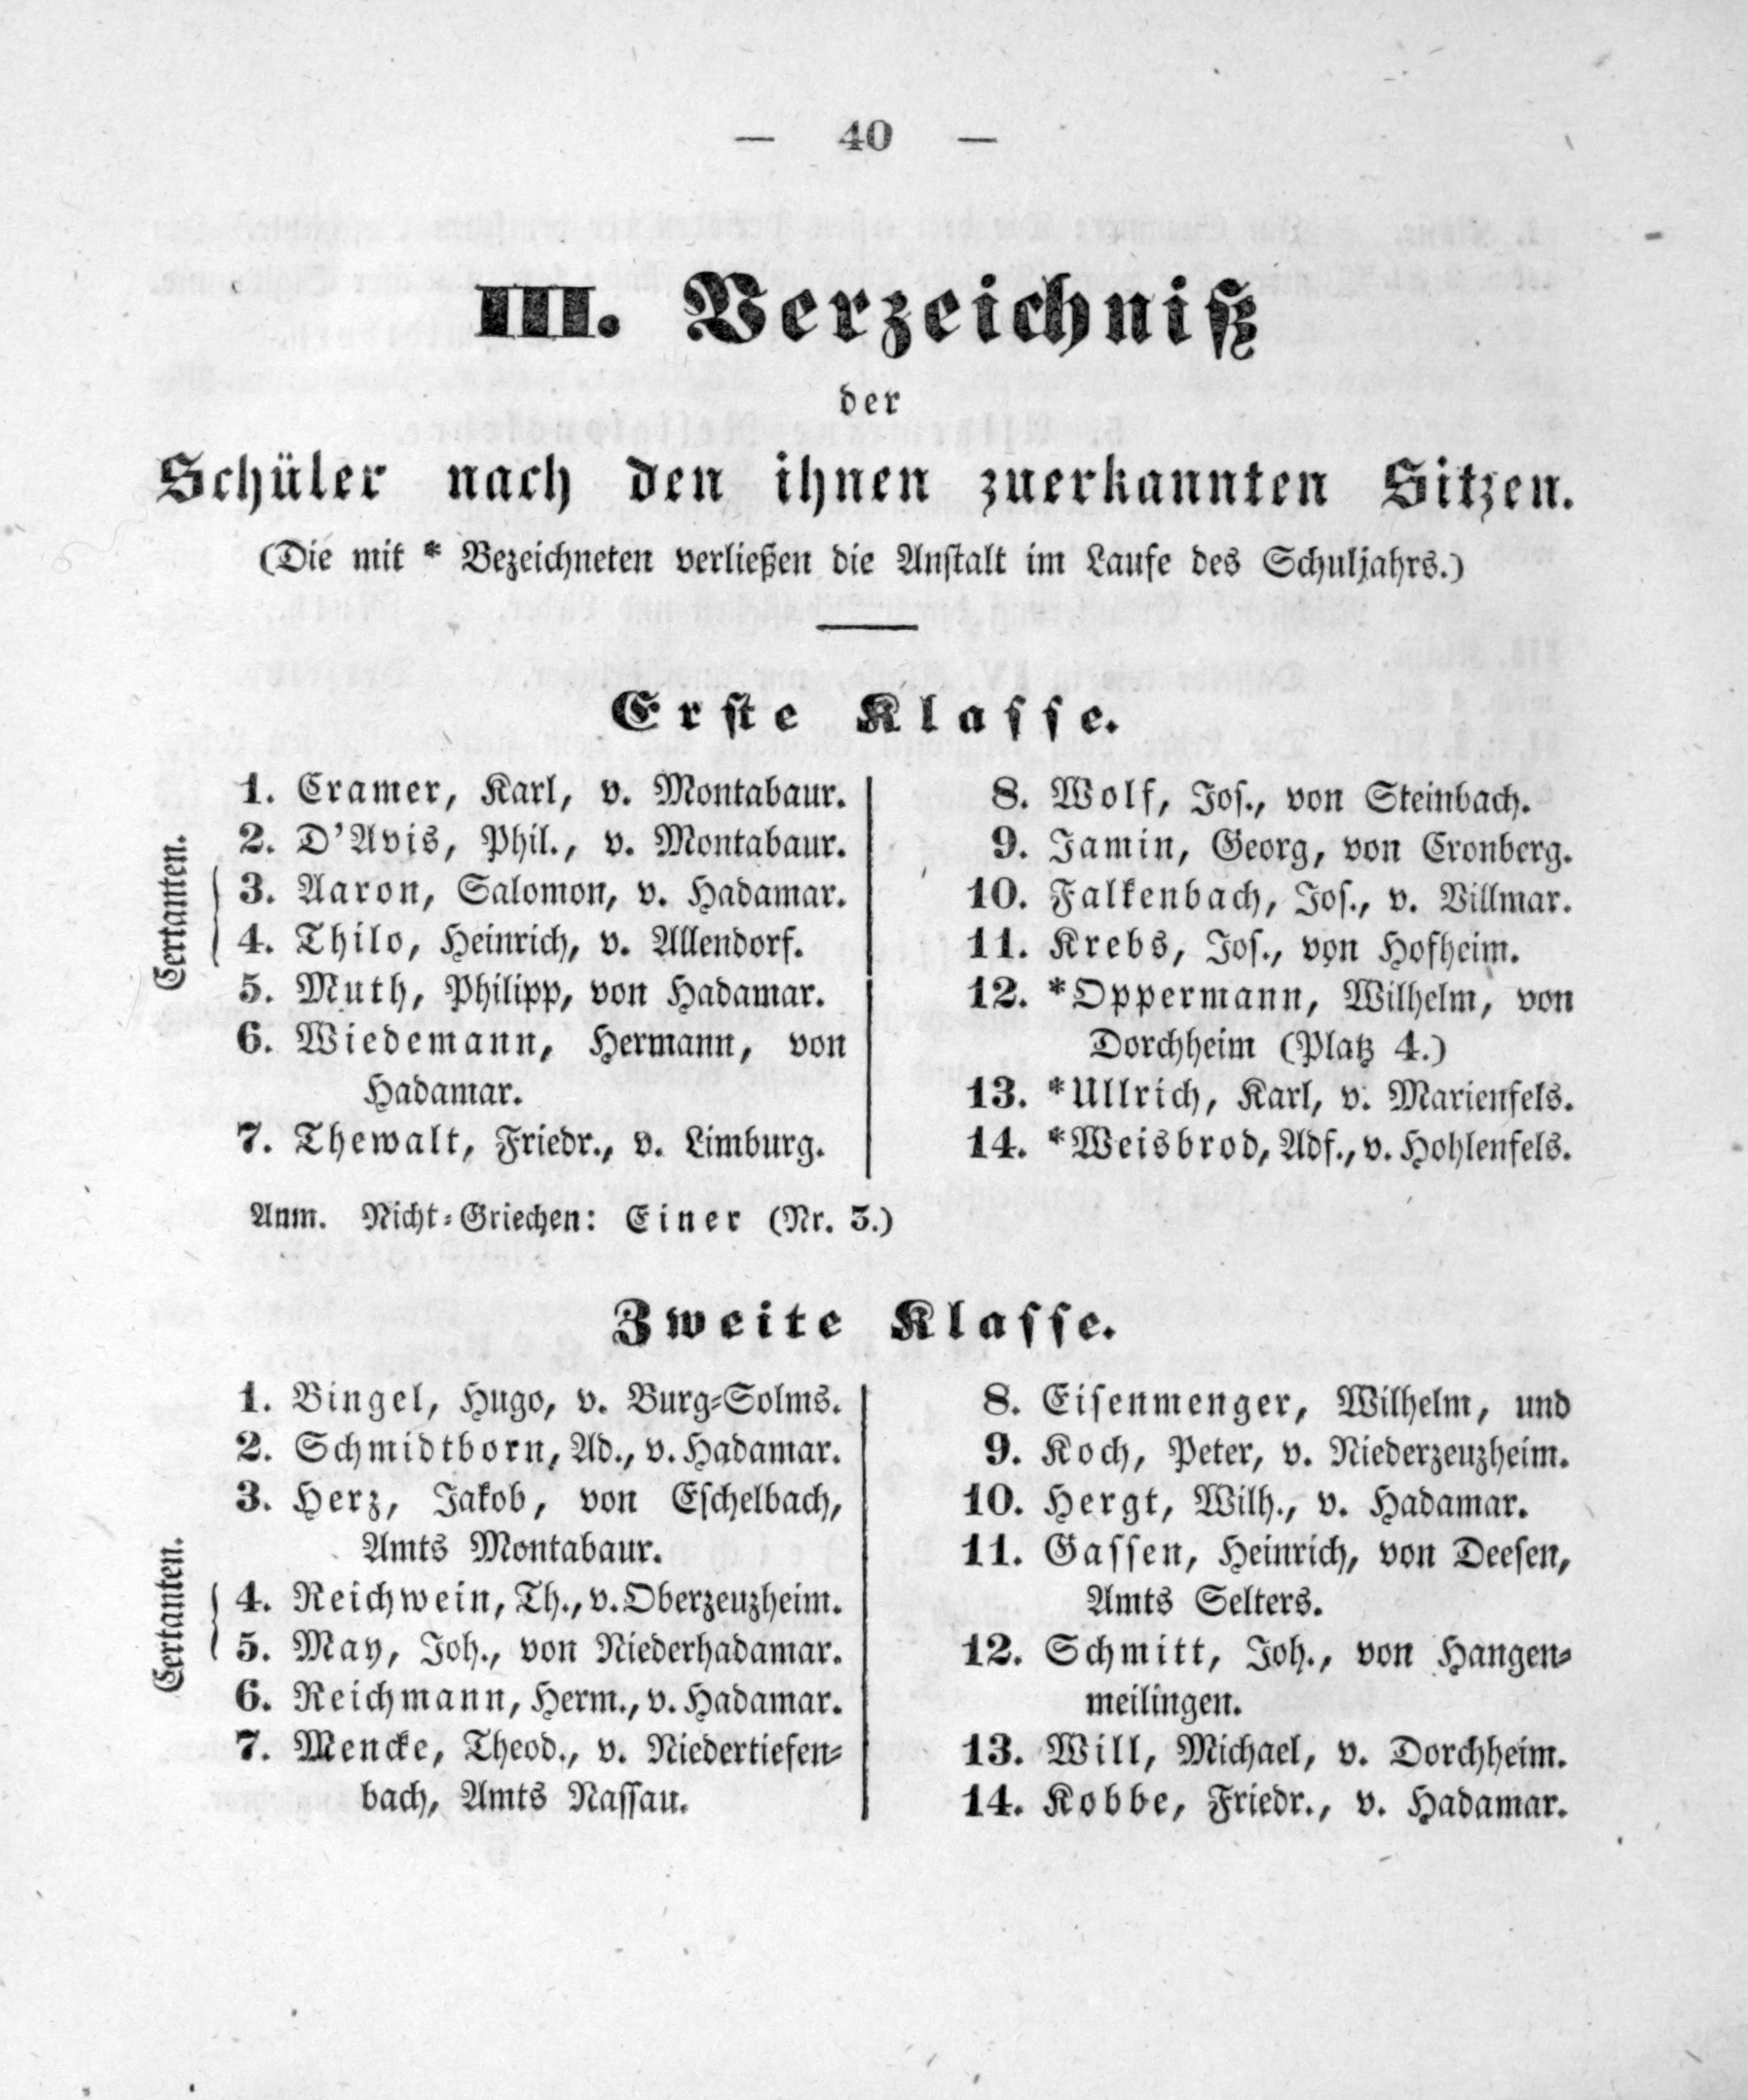 — 40 —
III. Verzeichniß
der
Schüler nach den ihnen zuerkannten Sitzen.
(Die mit * Bezeichneten verließen die Anstalt im Laufe des Schuljahrs.)
Erste Klasse.
1. Cramer, Karl, v. Montabaur.
2. D'Avis, Phil., v. Montabaur.
Certanten.
3. Aaron, Salomon, v. Hadamar.
4. Thilo, Heinrich, v. Allendorf.
5. Muth, Philipp, von Hadamar.
6. Wiedemann, Hermann, von
Hadamar.
7. Thewalt, Friedr., v. Limburg.
8. Wolf, Jos., von Steinbach.
9. Jamin, Georg, von Cronberg.
10. Falkenbach, Jos., v. Villmar.
11. Krebs, Jos., von Hofheim.
12. *Oppermann, Wilhelm, von
Dorchheim (Platz 4.)
13. *Ullrich, Karl, v. Marienfels.
14. *Weisbrod, Adf., v. Hohlenfels.
Anm. Nicht-Griechen: Einer (Nr. 3.)
Zweite Klasse.
1. Bingel, Hugo, v. Burg-Solms.
2. Schmidtborn, Ad., v. Hadamar.
3. Herz, Jakob, von Eschelbach,
Amts Montabaur.
Certanten.
4. Reichwein, Th., v. Oberzeuzheim.
5. May, Joh., von Niederhadamar.
6. Reichmann, Herm., v. Hadamar.
7. Mencke, Theod., v. Niedertiefen-
bach, Amts Nassau.
8. Eisenmenger, Wilhelm, und
9. Koch, Peter, v. Niederzeuzheim.
10. Hergt, Wilh., v. Hadamar.
11. Gassen, Heinrich, von Deesen,
Amts Selters.
12. Schmitt, Joh., von Hangen-
meilingen.
13. Will, Michael, v. Dorchheim.
14. Kobbe, Friedr., v. Hadamar.